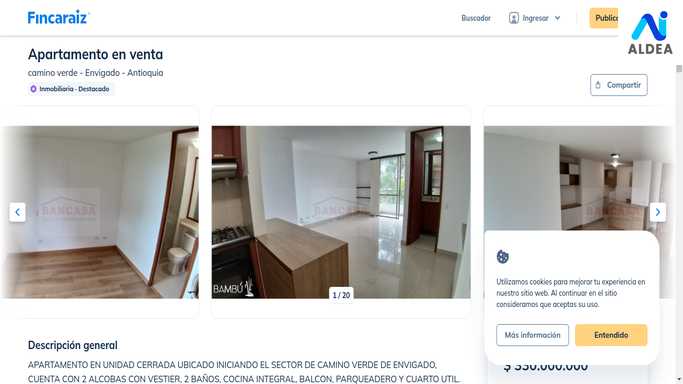 Fincaraiz
Buscador
Ingresar
Public
ALDEA
Apartamento en venta
camino verde - Envigado - Antioquia
Inmobiliaria - Destacado
Compartir
BANCASA
BANCASA
BANCASA
BAMBÚ
1 / 20
Utilizamos cookies para mejorar tu experiencia en
nuestro sitio web. Al continuar en el sitio
consideramos que aceptas su uso.
Más información
Entendido
$ 330.000.000
Descripción general
APARTAMENTO EN UNIDAD CERRADA UBICADO INICIANDO EL SECTOR DE CAMINO VERDE DE ENVIGADO,
CUENTA CON 2 ALCOBAS CON VESTIER, 2 BAÑOS, COCINA INTEGRAL, BALCON, PARQUEADERO Y CUARTO UTIL.